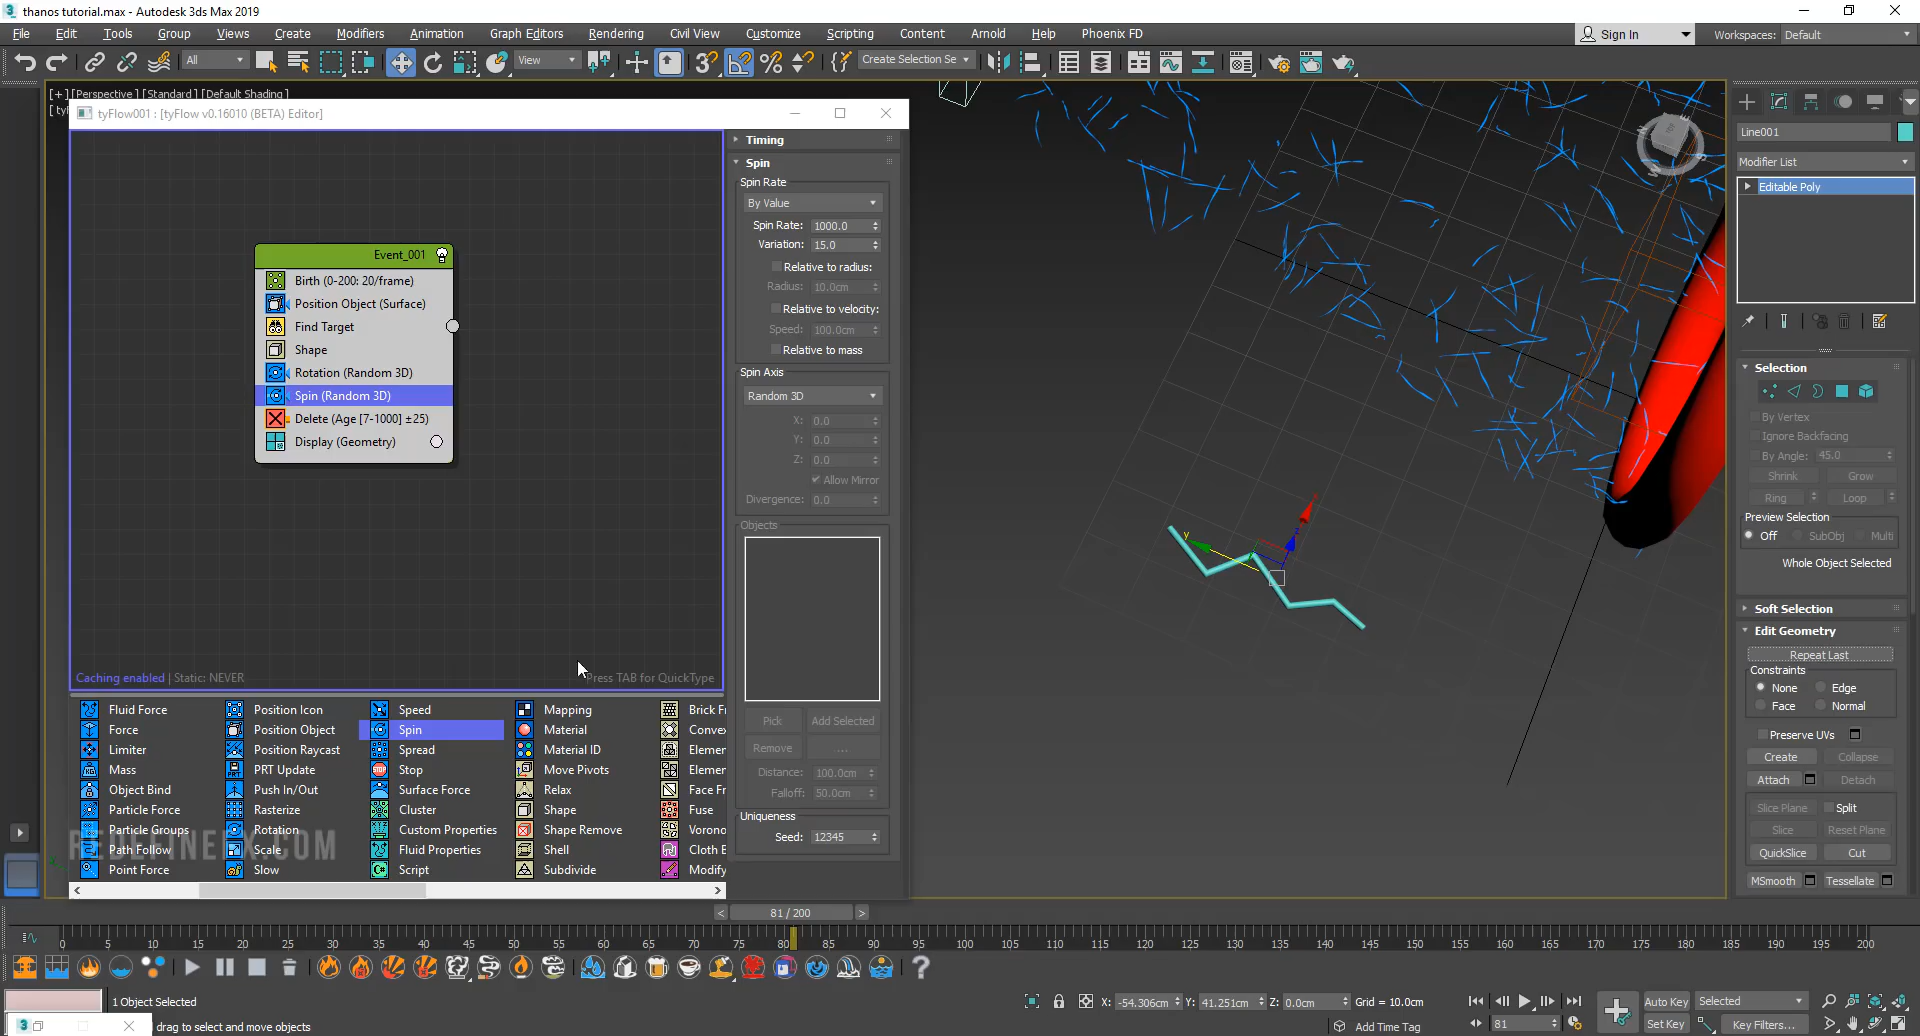 thanos tutorial.max - Autodesk 3ds Max 2019
File Edit Tools Group Views Create Modifiers Animation Graph Editors Rendering Civil View Customize Scripting Content Arnold Help Phoenix FD
Sign In Workspaces: Default
All View Create Selection Se
[+] [Perspective] [Standard] [Default Shading]
tyFlow001 : [tyFlow v0.16010 (BETA) Editor]
Event_001
Birth (0-200: 20/frame)
Position Object (Surface)
Find Target
Shape
Rotation (Random 3D)
Spin (Random 3D)
Delete (Age [7-1000] ±25)
Display (Geometry)
Caching enabled | Static: NEVER
Press TAB for QuickType
Timing
Spin
Spin Rate
By Value
Spin Rate: 1000.0
Variation: 15.0
Relative to radius:
Radius: 10.0cm
Relative to velocity:
Speed: 100.0cm
Relative to mass
Spin Axis
Random 3D
X: 0.0
Y: 0.0
Z: 0.0
Allow Mirror
Divergence: 0.0
Objects
Pick Add Selected
Remove ...
Distance: 100.0cm
Falloff: 50.0cm
Uniqueness
Seed: 12345
Fluid Force Position Icon Speed Mapping Brick Fr
Force Position Object Spin Material Convex
Limiter Position Raycast Spread Material ID Elemen
Mass PRT Update Stop Move Pivots Elemen
Object Bind Push In/Out Surface Force Relax Face Fr
Particle Force Rasterize Cluster Shape Fuse
Particle Groups Rotation Custom Properties Shape Remove Vorono
Path Follow Scale Fluid Properties Shell Cloth B
Point Force Slow Script Subdivide Modify
REDEFINEFX.COM
y
z
Line001
Modifier List
Editable Poly
Selection
By Vertex
Ignore Backfacing
By Angle: 45.0
Shrink Grow
Ring Loop
Preview Selection
Off SubObj Multi
Whole Object Selected
Soft Selection
Edit Geometry
Repeat Last
Constraints
None Edge
Face Normal
Preserve UVs
Create Collapse
Attach Detach
Slice Plane Split
Slice Reset Plane
QuickSlice Cut
MSmooth Tessellate
< 81 / 200 >
0 5 10 15 20 25 30 35 40 45 50 55 60 65 70 75 80 85 90 95 100 105 110 115 120 125 130 135 140 145 150 155 160 165 170 175 180 185 190 195 200
1 Object Selected
drag to select and move objects
X: -54.306cm Y: 41.251cm Z: 0.0cm Grid = 10.0cm
Add Time Tag
81
Auto Key Selected
Set Key Key Filters...